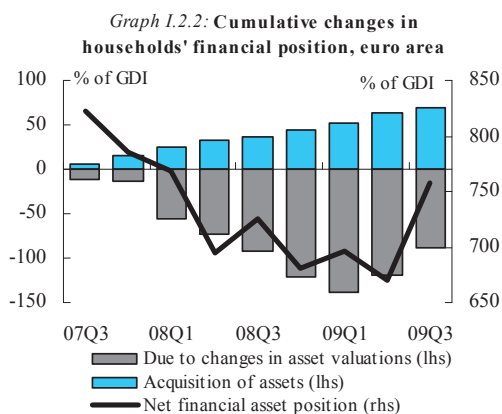 Graph I.2.2: Cumulative changes in
households' financial position, euro area
% of GDI % of GDI
100 850
50 800
0 750
-50 700
-100 650
-150
07Q3 08Q1 08Q3 09Q1 09Q3
Due to changes in asset valuations (lhs)
Acquisition of assets (lhs)
Net financial asset position (rhs)